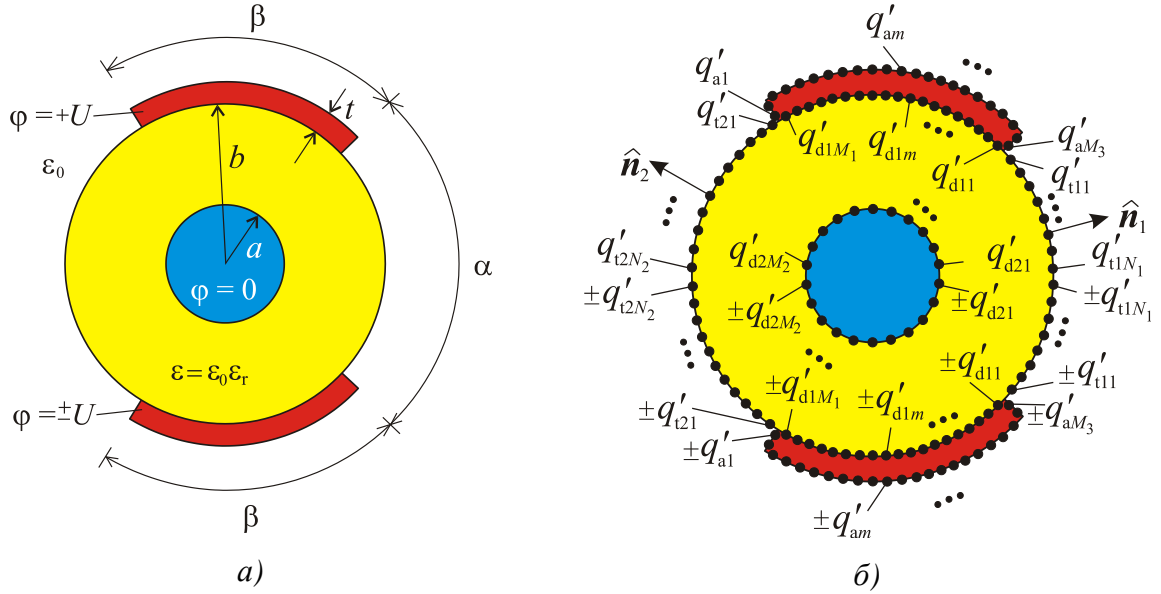 β
φ = +U
t
b
ε₀
a
φ = 0
α
ε = ε₀εᵣ
φ = ±U
β
а)
q′am
q′a1
q′t21
q′d1M₁
q′d1m
q′d11
q′aM₃
q′t11
n̂₂
n̂₁
q′t2N₂
q′d2M₂
q′d21
q′t1N₁
±q′t2N₂
±q′d2M₂
±q′d21
±q′t1N₁
±q′d11
±q′t11
±q′d1M₁
±q′d1m
±q′t21
±q′aM₃
±q′a1
±q′am
б)